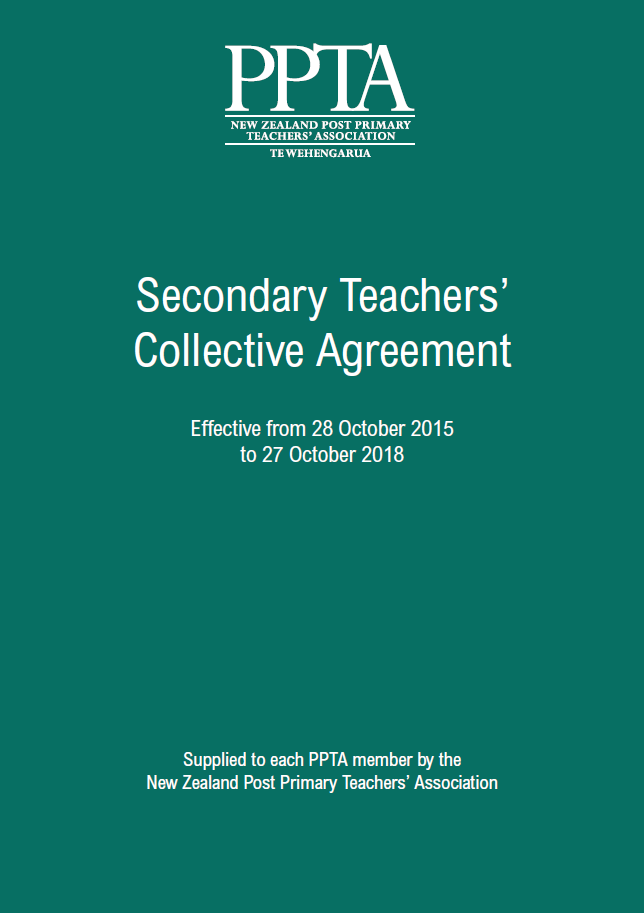 PPTA
NEW ZEALAND POST PRIMARY
TEACHERS' ASSOCIATION
TE WEHENGARUA
Secondary Teachers'
Collective Agreement
Effective from 28 October 2015
to 27 October 2018
Supplied to each PPTA member by the
New Zealand Post Primary Teachers' Association